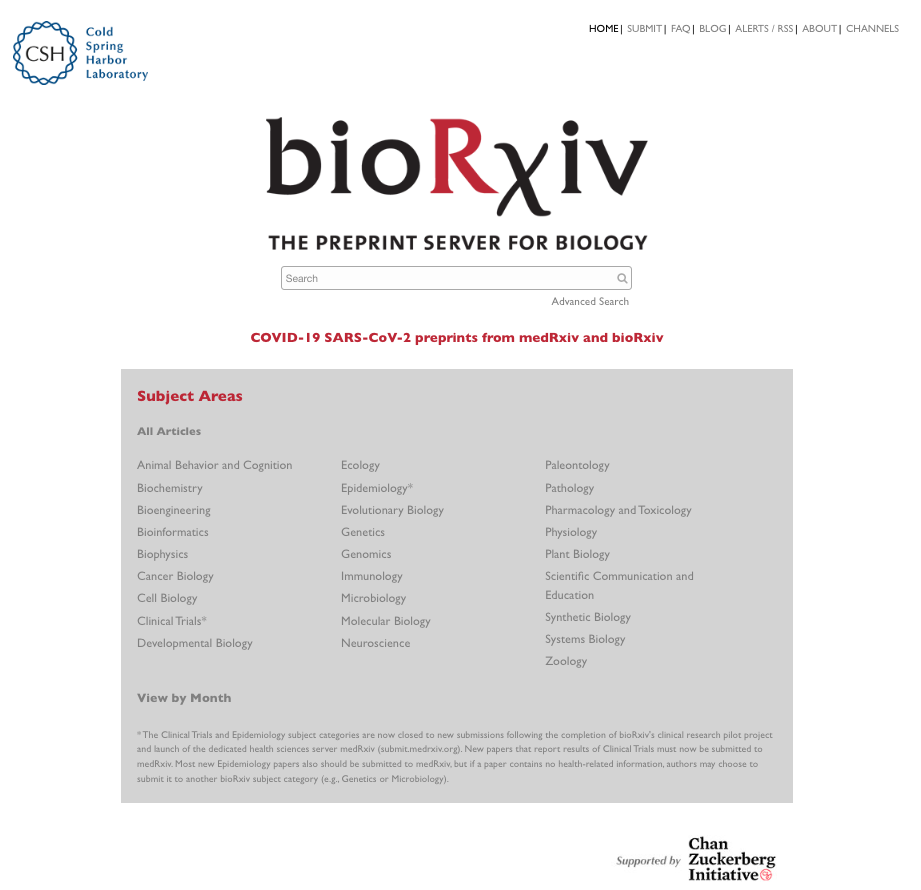 CSH
Cold
Spring
Harbor
Laboratory
HOME | SUBMIT | FAQ | BLOG | ALERTS / RSS | ABOUT | CHANNELS
bioRxiv
THE PREPRINT SERVER FOR BIOLOGY
Search
Advanced Search
COVID-19 SARS-CoV-2 preprints from medRxiv and bioRxiv
Subject Areas
All Articles
Animal Behavior and Cognition
Biochemistry
Bioengineering
Bioinformatics
Biophysics
Cancer Biology
Cell Biology
Clinical Trials*
Developmental Biology
Ecology
Epidemiology*
Evolutionary Biology
Genetics
Genomics
Immunology
Microbiology
Molecular Biology
Neuroscience
Paleontology
Pathology
Pharmacology and Toxicology
Physiology
Plant Biology
Scientific Communication and
Education
Synthetic Biology
Systems Biology
Zoology
View by Month
* The Clinical Trials and Epidemiology subject categories are now closed to new submissions following the completion of bioRxiv's clinical research pilot project
and launch of the dedicated health sciences server medRxiv (submit.medrxiv.org). New papers that report results of Clinical Trials must now be submitted to
medRxiv. Most new Epidemiology papers also should be submitted to medRxiv, but if a paper contains no health-related information, authors may choose to
submit it to another bioRxiv subject category (e.g., Genetics or Microbiology).
Supported by
Chan
Zuckerberg
Initiative